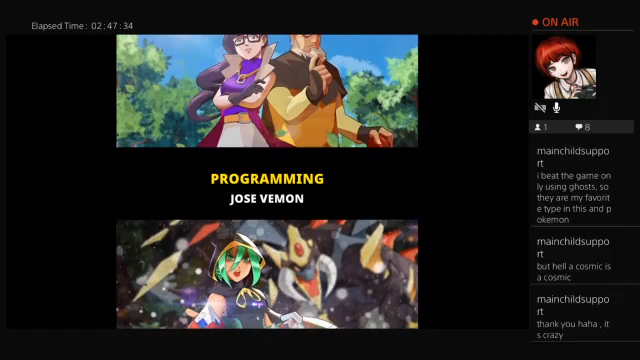 Elapsed Time : 02:47:34
ON AIR
1
8
PROGRAMMING
JOSE VEMON
mainchildsuppo
rt
i beat the game on
ly using ghosts, so
they are my favorit
e type in this and p
okemon
mainchildsuppo
rt
but hell a cosmic is
a cosmic
mainchildsuppo
rt
thank you haha , it
s crazy